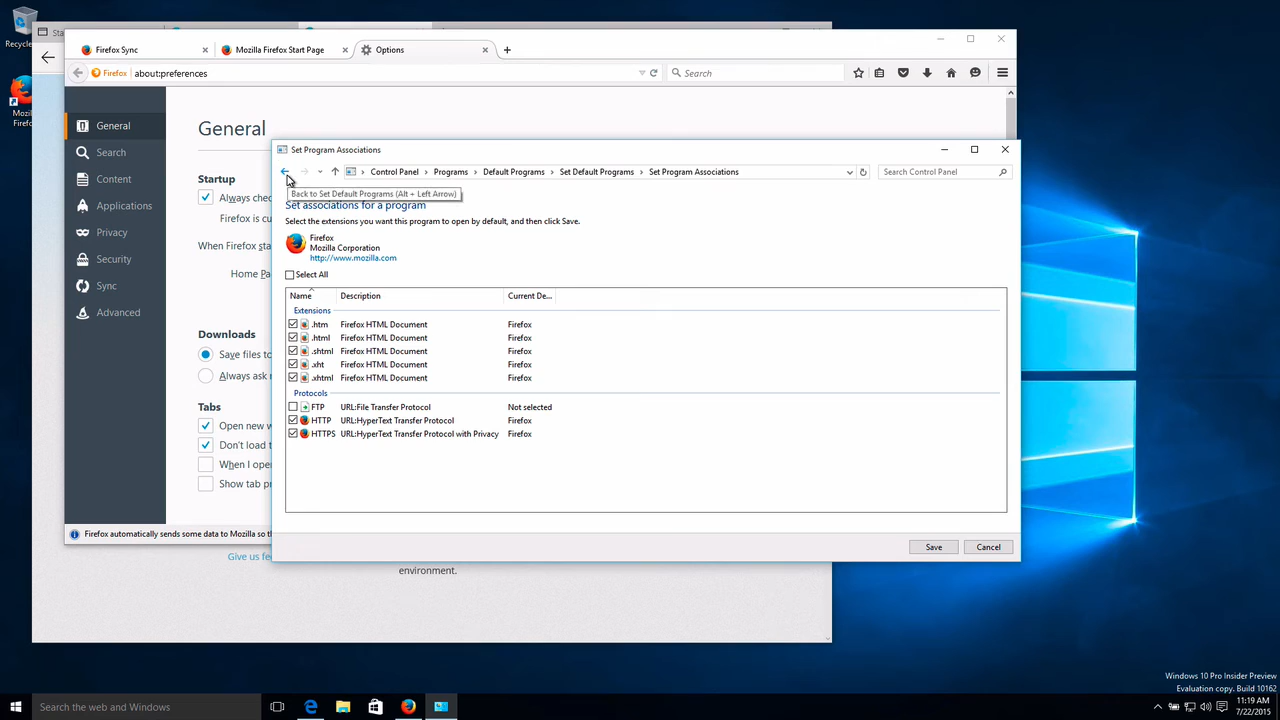 Recycle
Sta
Firefox Sync
Mozilla Firefox Start Page
Options
Firefox
about:preferences
Search
Mozil
Firef
General
Search
Content
Applications
Privacy
Security
Sync
Advanced
General
Startup
Always chec
Firefox is cu
When Firefox sta
Home Pa
Downloads
Save files to
Always ask
Tabs
Open new w
Don't load t
When I open
Show tab pr
Firefox automatically sends some data to Mozilla so th
Give us fee
environment.
Set Program Associations
Control Panel
Programs
Default Programs
Set Default Programs
Set Program Associations
Search Control Panel
Back to Set Default Programs (Alt + Left Arrow)
Set associations for a program
Select the extensions you want this program to open by default, and then click Save.
Firefox
Mozilla Corporation
http://www.mozilla.com
Select All
Name Description Current De...
Extensions
.htm Firefox HTML Document Firefox
.html Firefox HTML Document Firefox
.shtml Firefox HTML Document Firefox
.xht Firefox HTML Document Firefox
.xhtml Firefox HTML Document Firefox
Protocols
FTP URL:File Transfer Protocol Not selected
HTTP URL:HyperText Transfer Protocol Firefox
HTTPS URL:HyperText Transfer Protocol with Privacy Firefox
Save
Cancel
Windows 10 Pro Insider Preview
Evaluation copy. Build 10162
Search the web and Windows
11:19 AM
7/22/2015